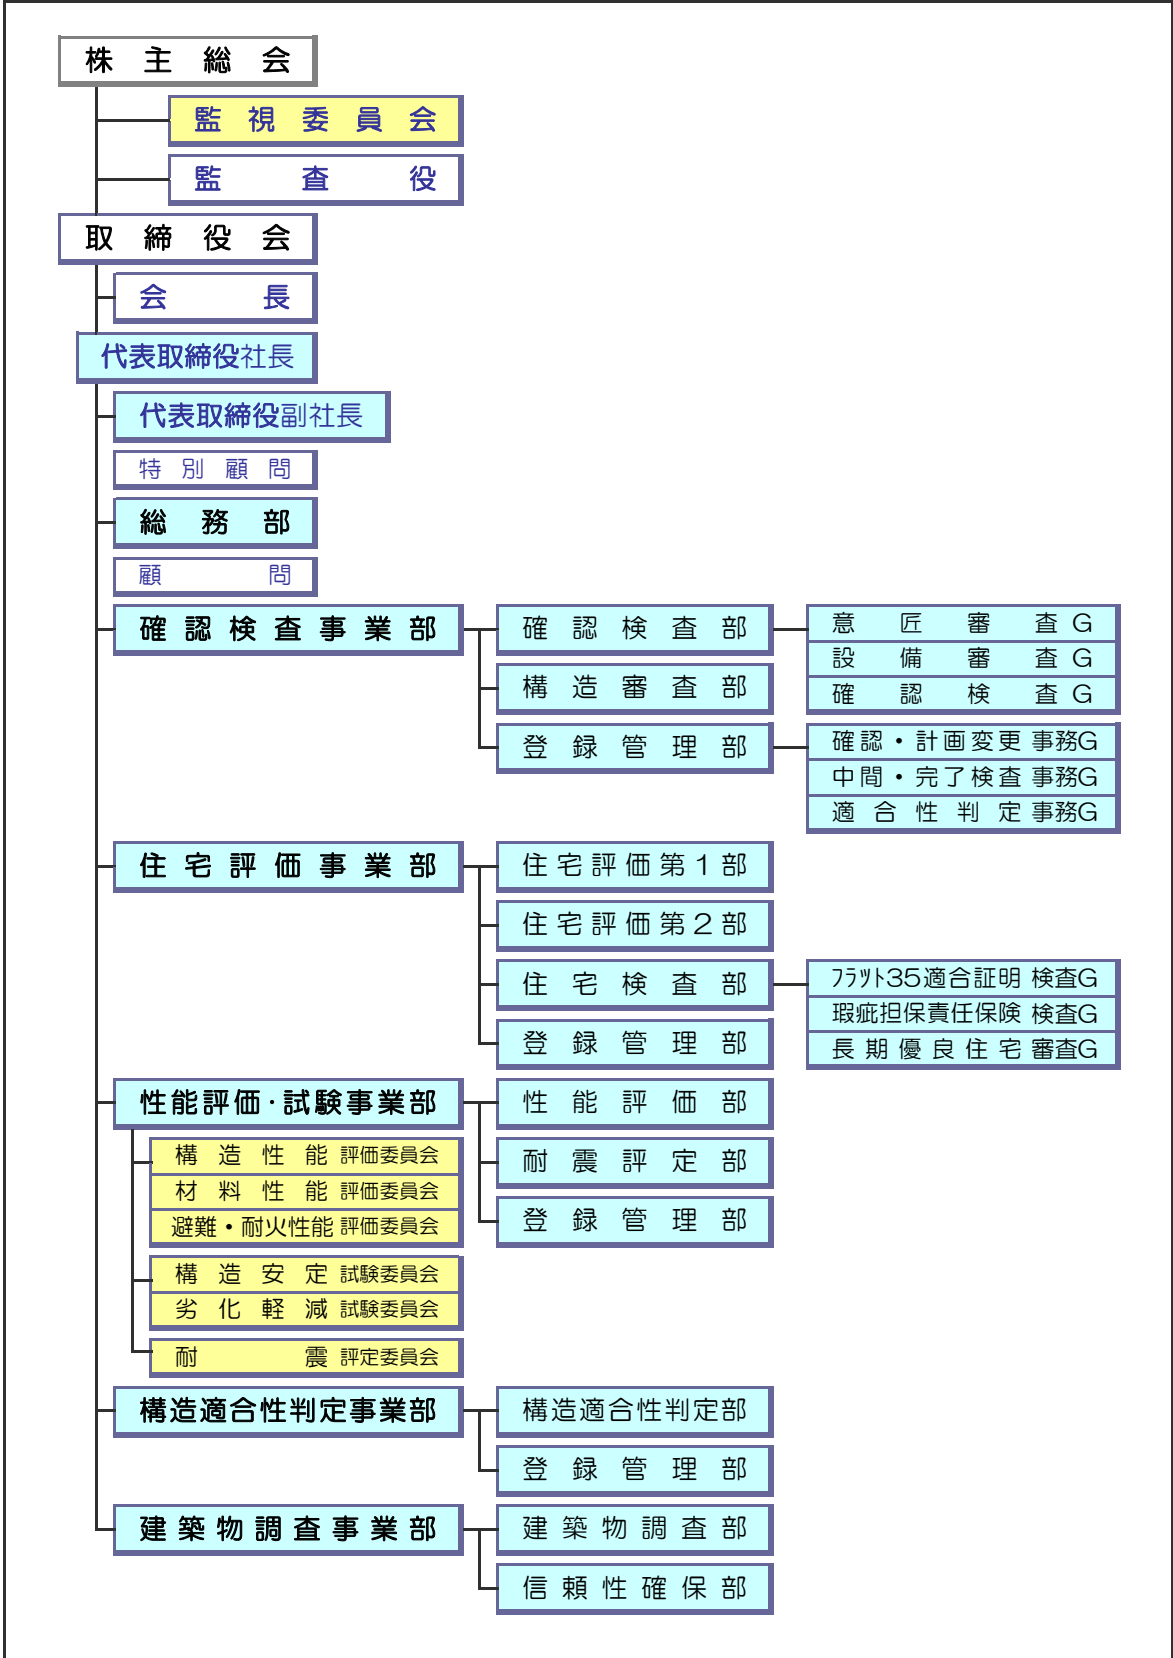 株主総会
監視委員会
監査役
取締役会
会長
代表取締役社長
代表取締役副社長
特別顧問
総務部
顧問
確認検査事業部 確認検査部 意匠審査G
設備審査G
構造審査部
確認検査G
登録管理部 確認・計画変更 事務G
中間・完了検査 事務G
適合性判定 事務G
住宅評価事業部 住宅評価第1部
住宅評価第2部
住宅検査部 ﾌﾗｯﾄ35適合証明 検査G
瑕疵担保責任保険 検査G
登録管理部 長期優良住宅 審査G
性能評価・試験事業部 性能評価部
構造性能 評価委員会 耐震評定部
材料性能 評価委員会
避難・耐火性能 評価委員会 登録管理部
構造安定 試験委員会
劣化軽減 試験委員会
耐震 評定委員会
構造適合性判定事業部 構造適合性判定部
登録管理部
建築物調査事業部 建築物調査部
信頼性確保部